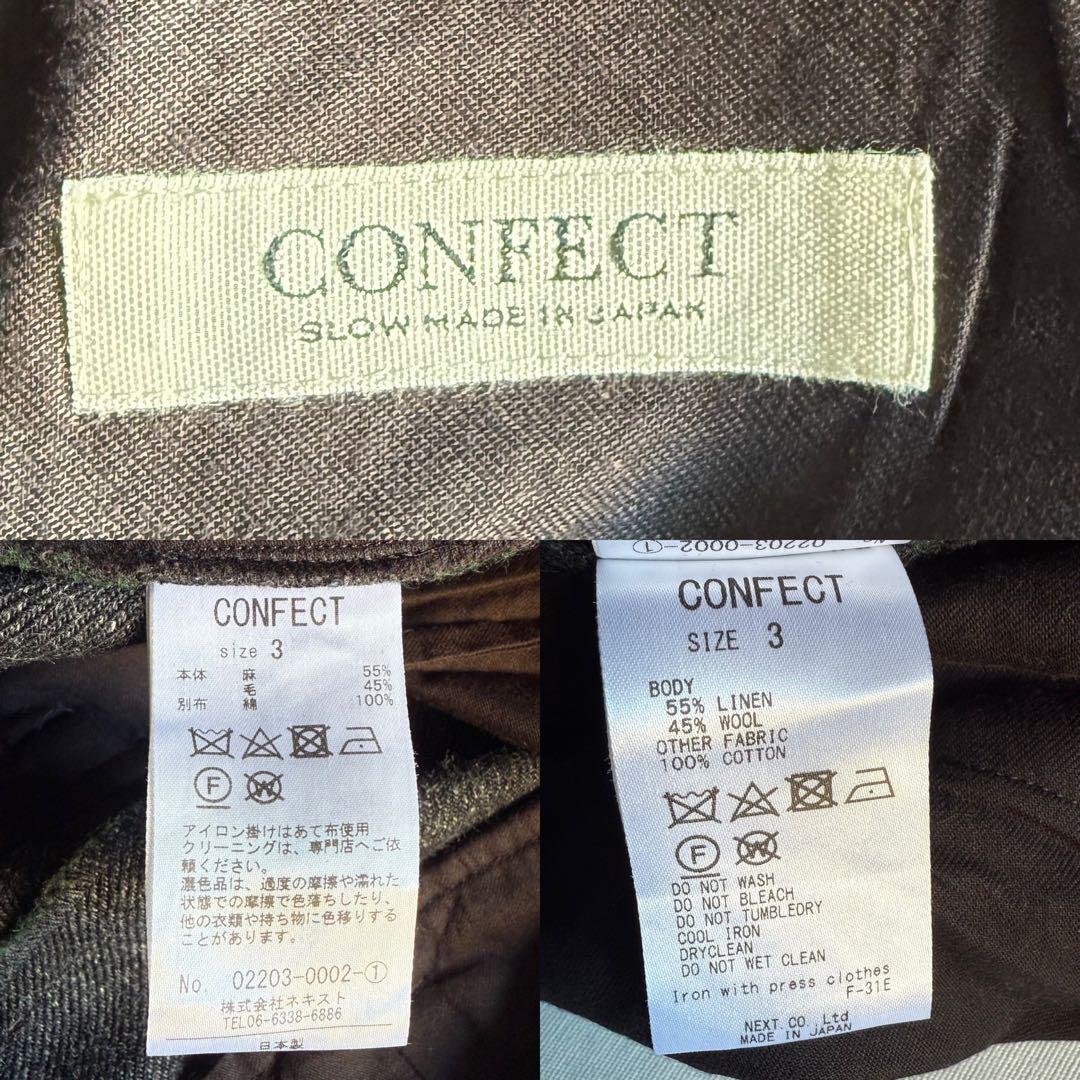 CONFECT
SLOW MADE IN JAPAN
CONFECT
size 3
本体 麻 55%
毛 45%
別布 綿 100%
F W
アイロン掛けはあて布使用
クリーニングは、専門店へご依
頼ください。
濃色品は、過度の摩擦や濡れた
状態での摩擦で色落ちしたり、
他の衣類や持ち物に色移りする
ことがあります。
No. 02203-0002-①
株式会社ネキスト
TEL06-6338-6886
日本製
No. 02203-0002-①
CONFECT
SIZE 3
BODY
55% LINEN
45% WOOL
OTHER FABRIC
100% COTTON
F W
DO NOT WASH
DO NOT BLEACH
DO NOT TUMBLEDRY
COOL IRON
DRYCLEAN
DO NOT WET CLEAN
Iron with press clothes
F-31E
NEXT.CO.Ltd
MADE IN JAPAN